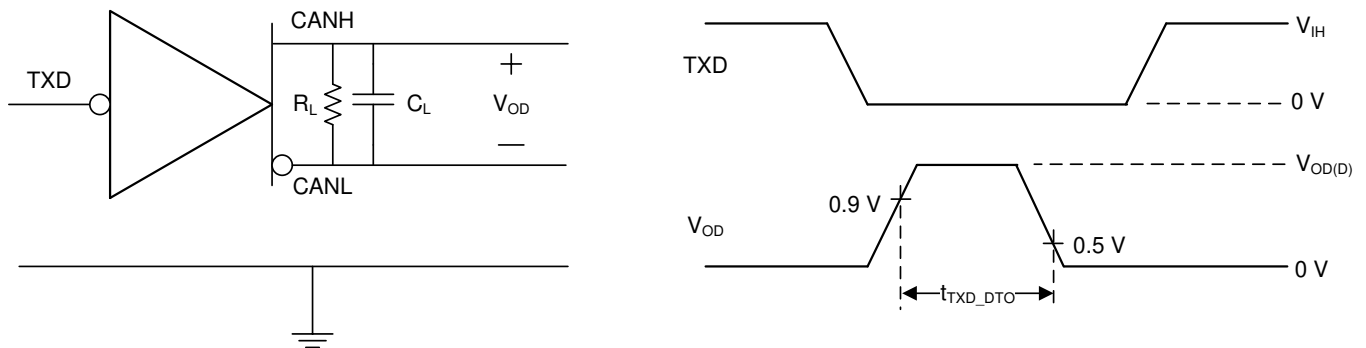 CANH
TXD
R_L
C_L
+
V_OD
—
CANL
TXD
V_IH
0 V
V_OD(D)
0.9 V
V_OD
0.5 V
0 V
t_TXD_DTO